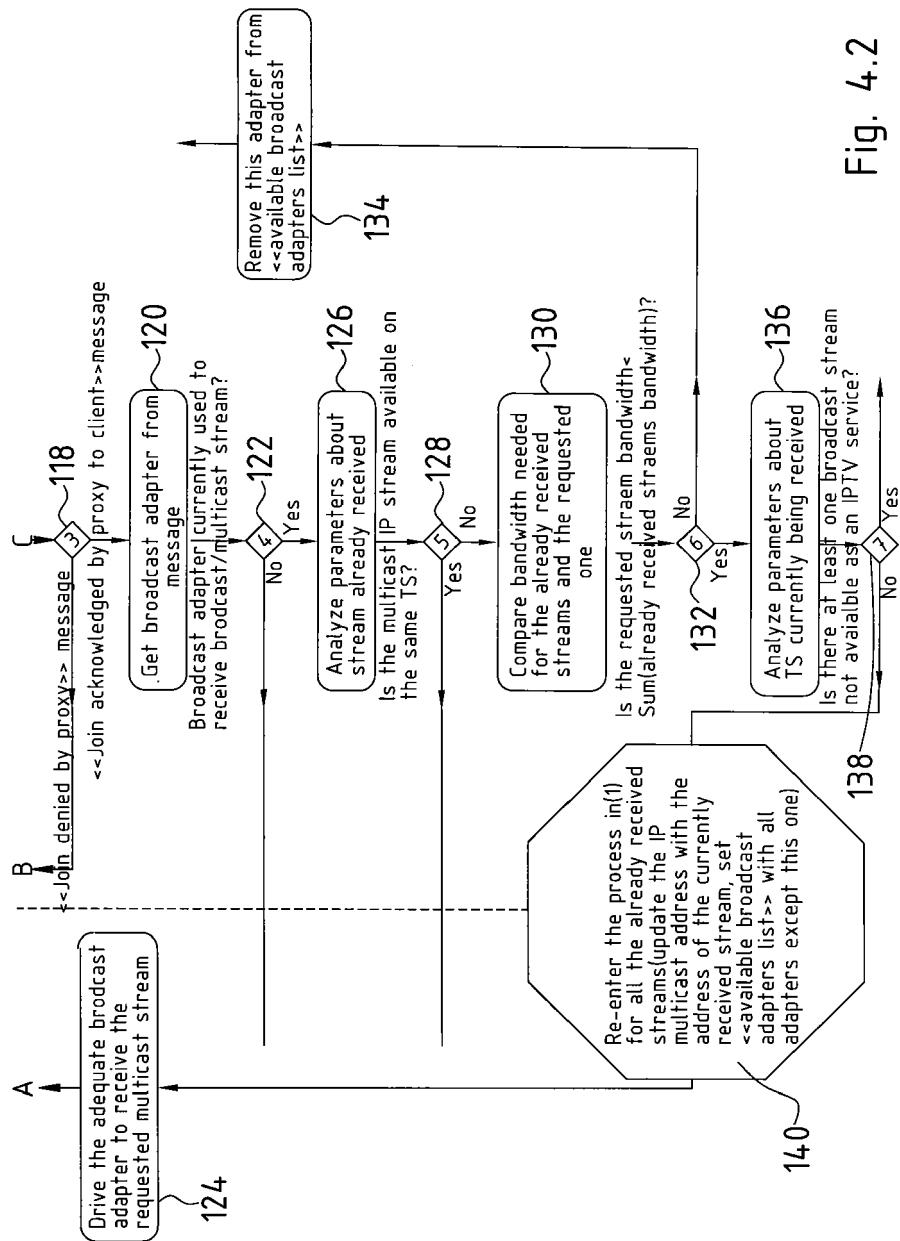 C
3
118
B
<<Join denied by proxy>> message
<<Join acknowledged by proxy to client>>message
Get broadcast adapter from
message
120
Broadcast adapter currently used to
receive brodcast/multicast stream?
4
122
No
Yes
A
Drive the adequate brodcast
adapter to receive the
requested multicast stream
124
Analyze parameters about
stream already received
126
Is the multicast IP stream available on
the same TS?
5
128
Yes
No
Compare bandwidth needed
for the already received
streams and the requested
one
130
Is the requested straem bandwidth<
Sum(already received straems bandwidth)?
6
132
No
Yes
Remove this adapter from
<<available broadcast
adapters list>>
134
Analyze parameters about
TS currently being received
136
Is there at least one broadcast stream
not avaialble as an IPTV service?
7
138
No
Yes
Re-enter the process in(1)
for all the already received
streams(update the IP
multicast address with the
address of the currently
received stream, set
<<available broadcast
adapters list>> with all
adapters except this one)
140
Fig. 4.2